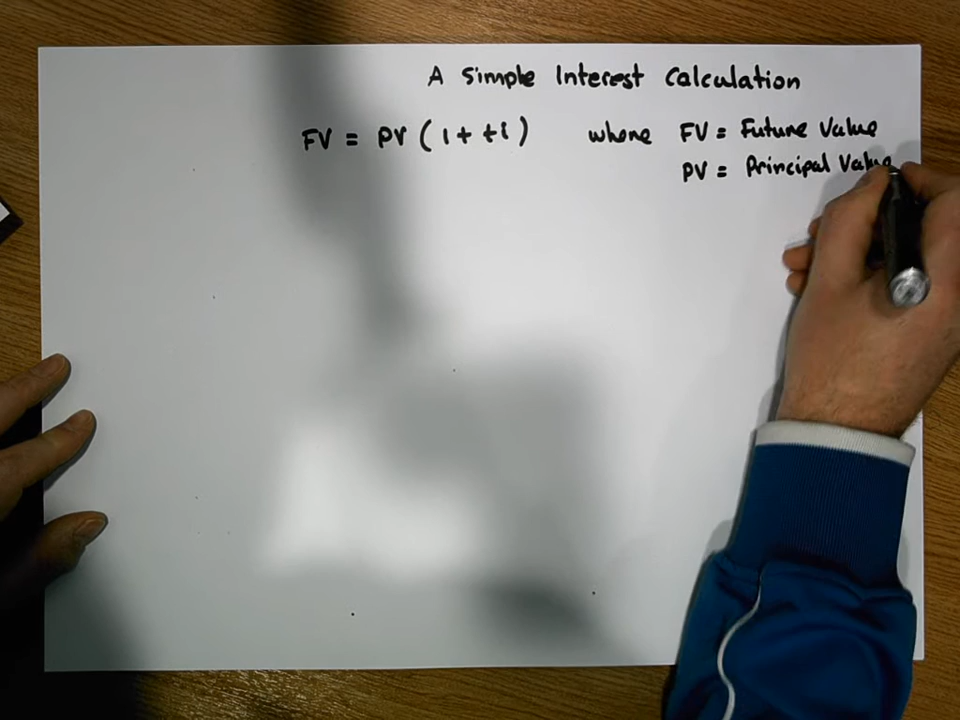 A Simple Interest Calculation
FV = PV ( 1 + ti ) where FV = Future Value
PV = Principal Value